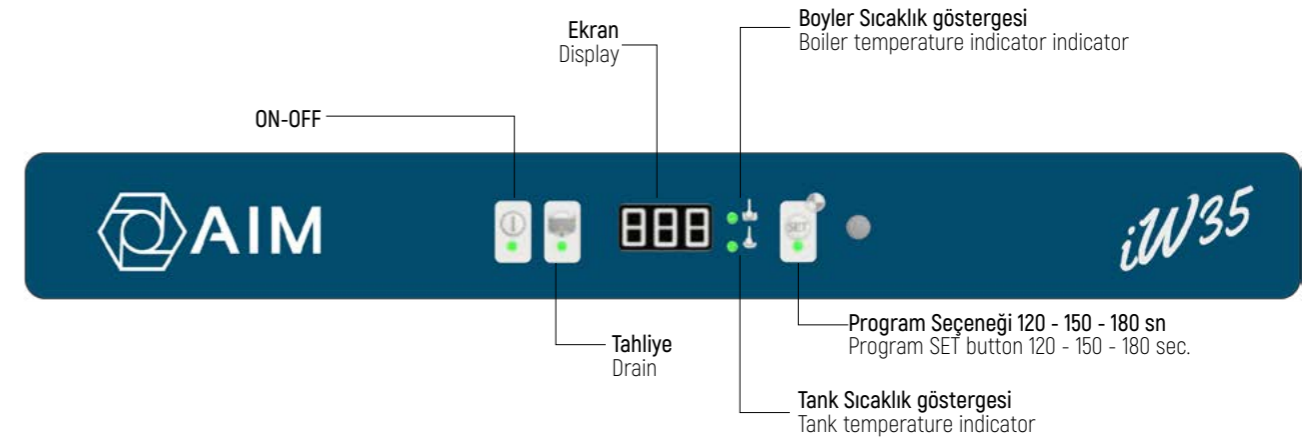 Boyler Sıcaklık göstergesi
Boiler temperature indicator indicator
Ekran
Display
ON-OFF
AIM
888
SET
iW35
Program Seçeneği 120 - 150 - 180 sn
Program SET button 120 - 150 - 180 sec.
Tahliye
Drain
Tank Sıcaklık göstergesi
Tank temperature indicator